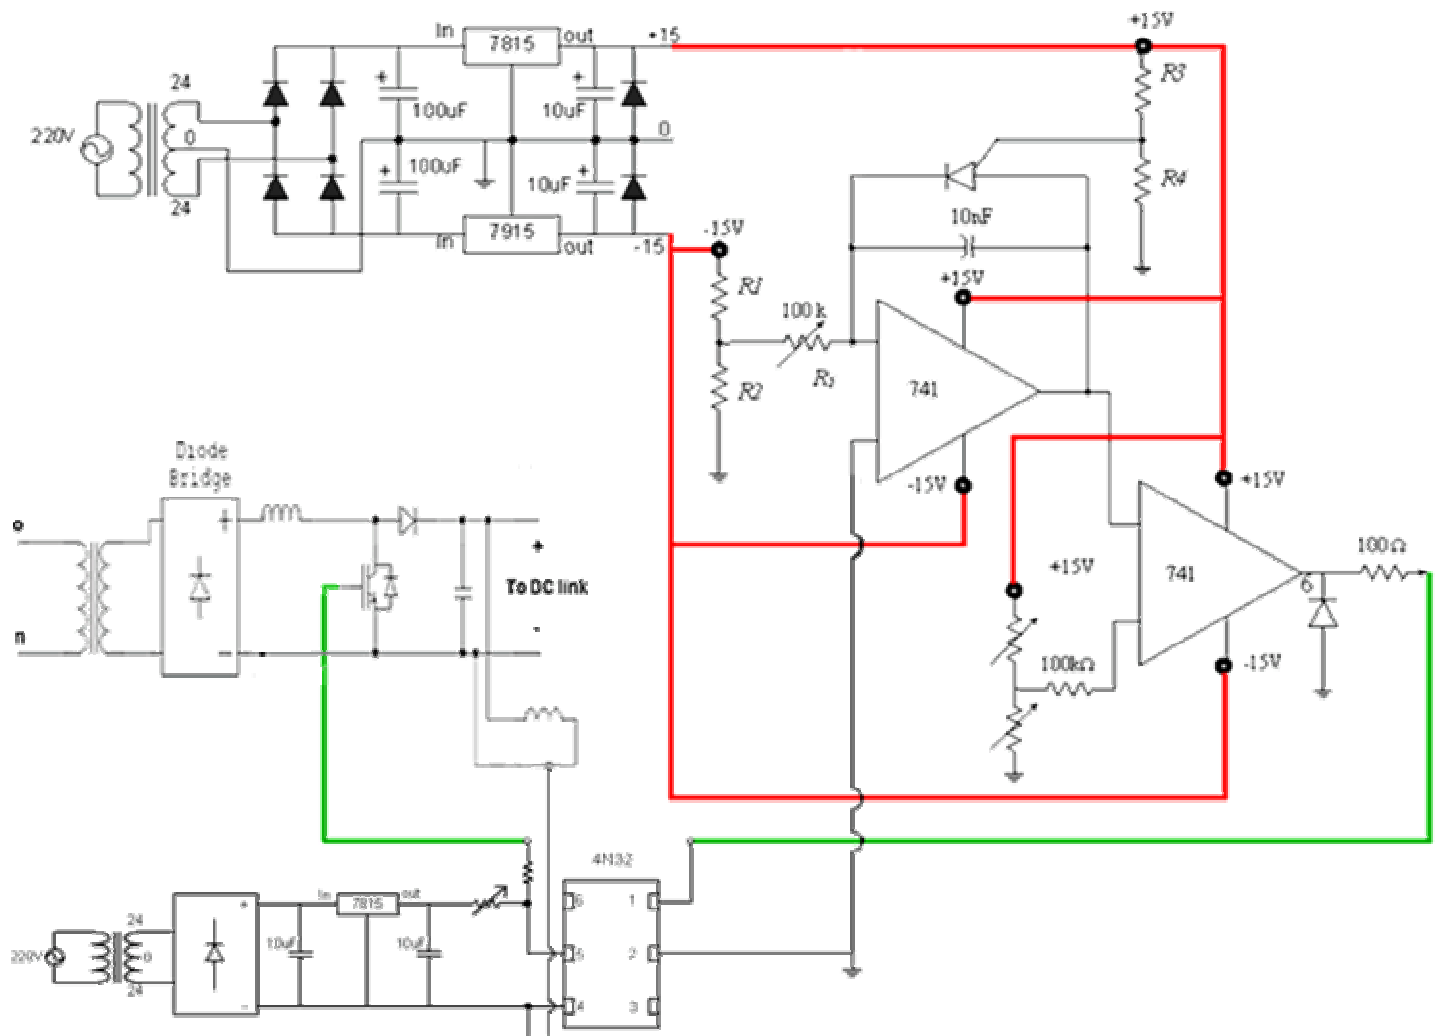 In
7815
out
+15
24
+
100uF
+
10uF
220V
0
0
+
100uF
+
10uF
24
In
7915
out
-15
+15V
R3
R4
10nF
-15V
+15V
R1
100k
R2
741
-15V
+15V
Diode
Bridge
+
o
+
To DC link
-
n
-
+15V
741
6
100Ω
100kΩ
-15V
4N32
24
220V
0
24
+
-
10uF
In
7815
out
10uF
6
1
5
2
4
3